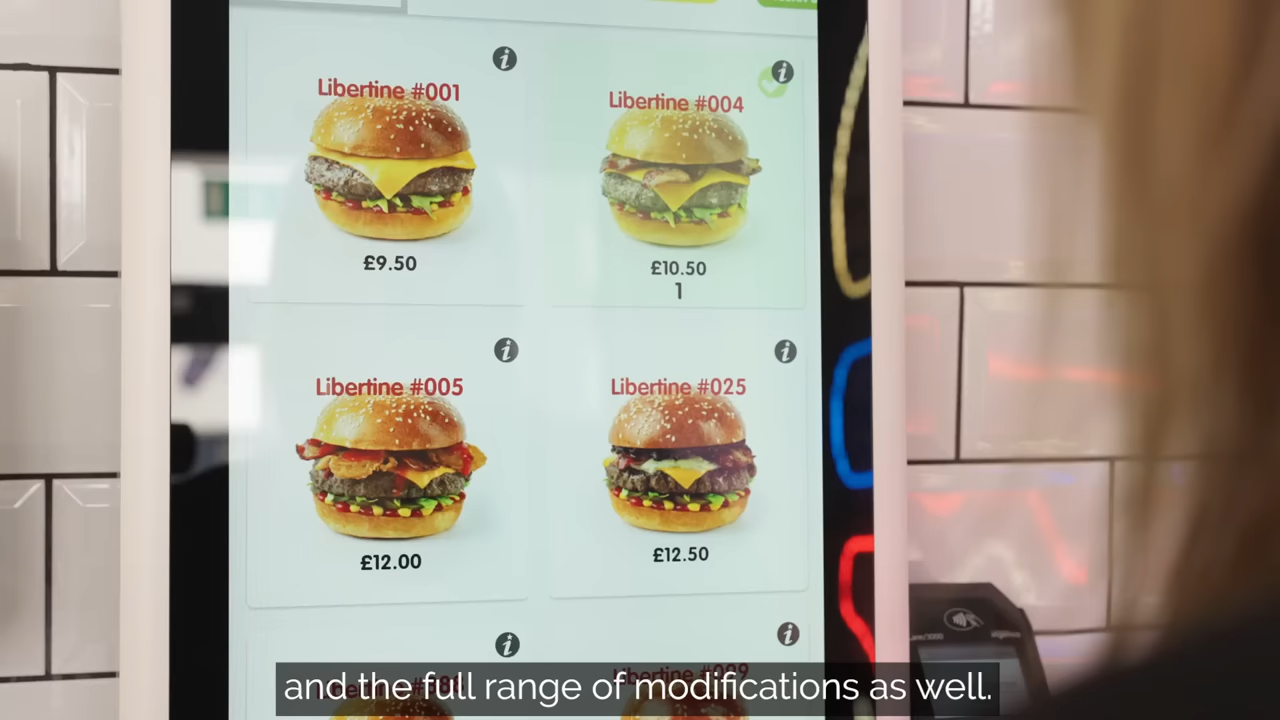 Libertine #001
£9.50
Libertine #004
£10.50
1
Libertine #005
£12.00
Libertine #025
£12.50
and the full range of modifications as well.